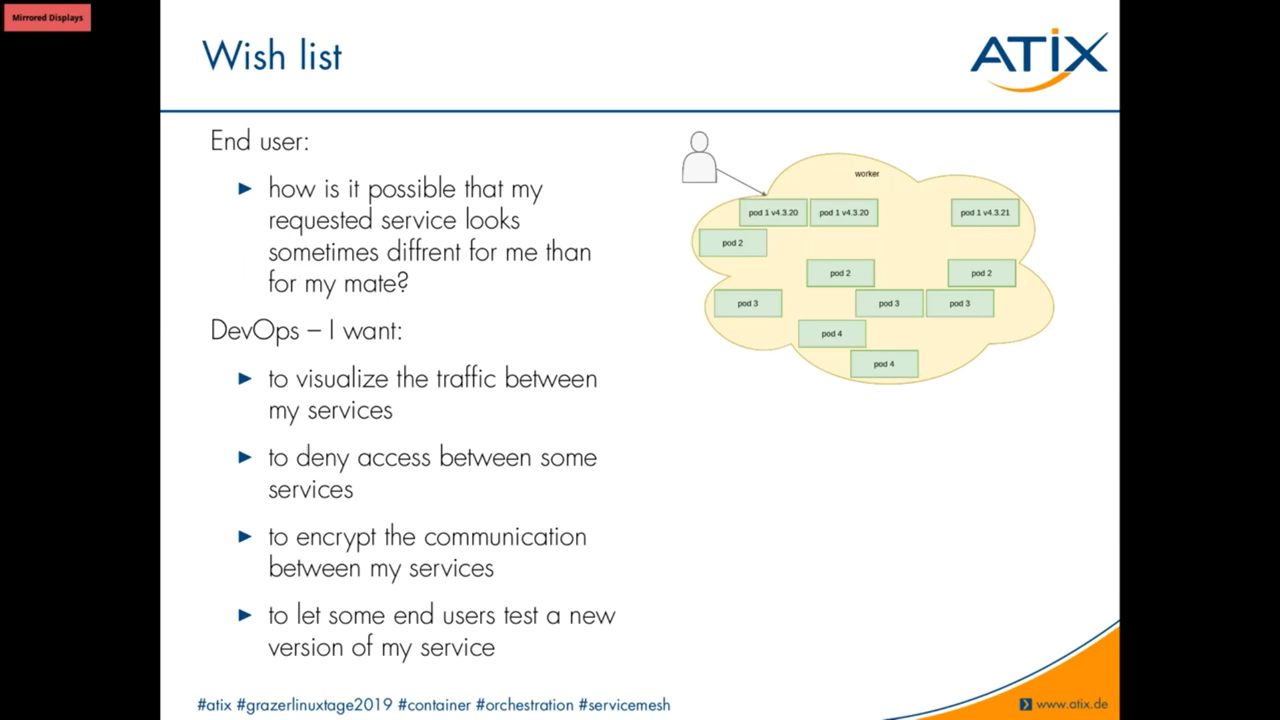 Mirrored Displays
Wish list
ATIX
End user:
how is it possible that my
requested service looks
sometimes diffrent for me than
for my mate?
DevOps – I want:
to visualize the traffic between
my services
to deny access between some
services
to encrypt the communication
between my services
to let some end users test a new
version of my service
worker
pod 1 v4.3.20
pod 1 v4.3.20
pod 1 v4.3.21
pod 2
pod 2
pod 2
pod 3
pod 3
pod 3
pod 4
pod 4
#atix #grazerlinuxtage2019 #container #orchestration #servicemesh
www.atix.de